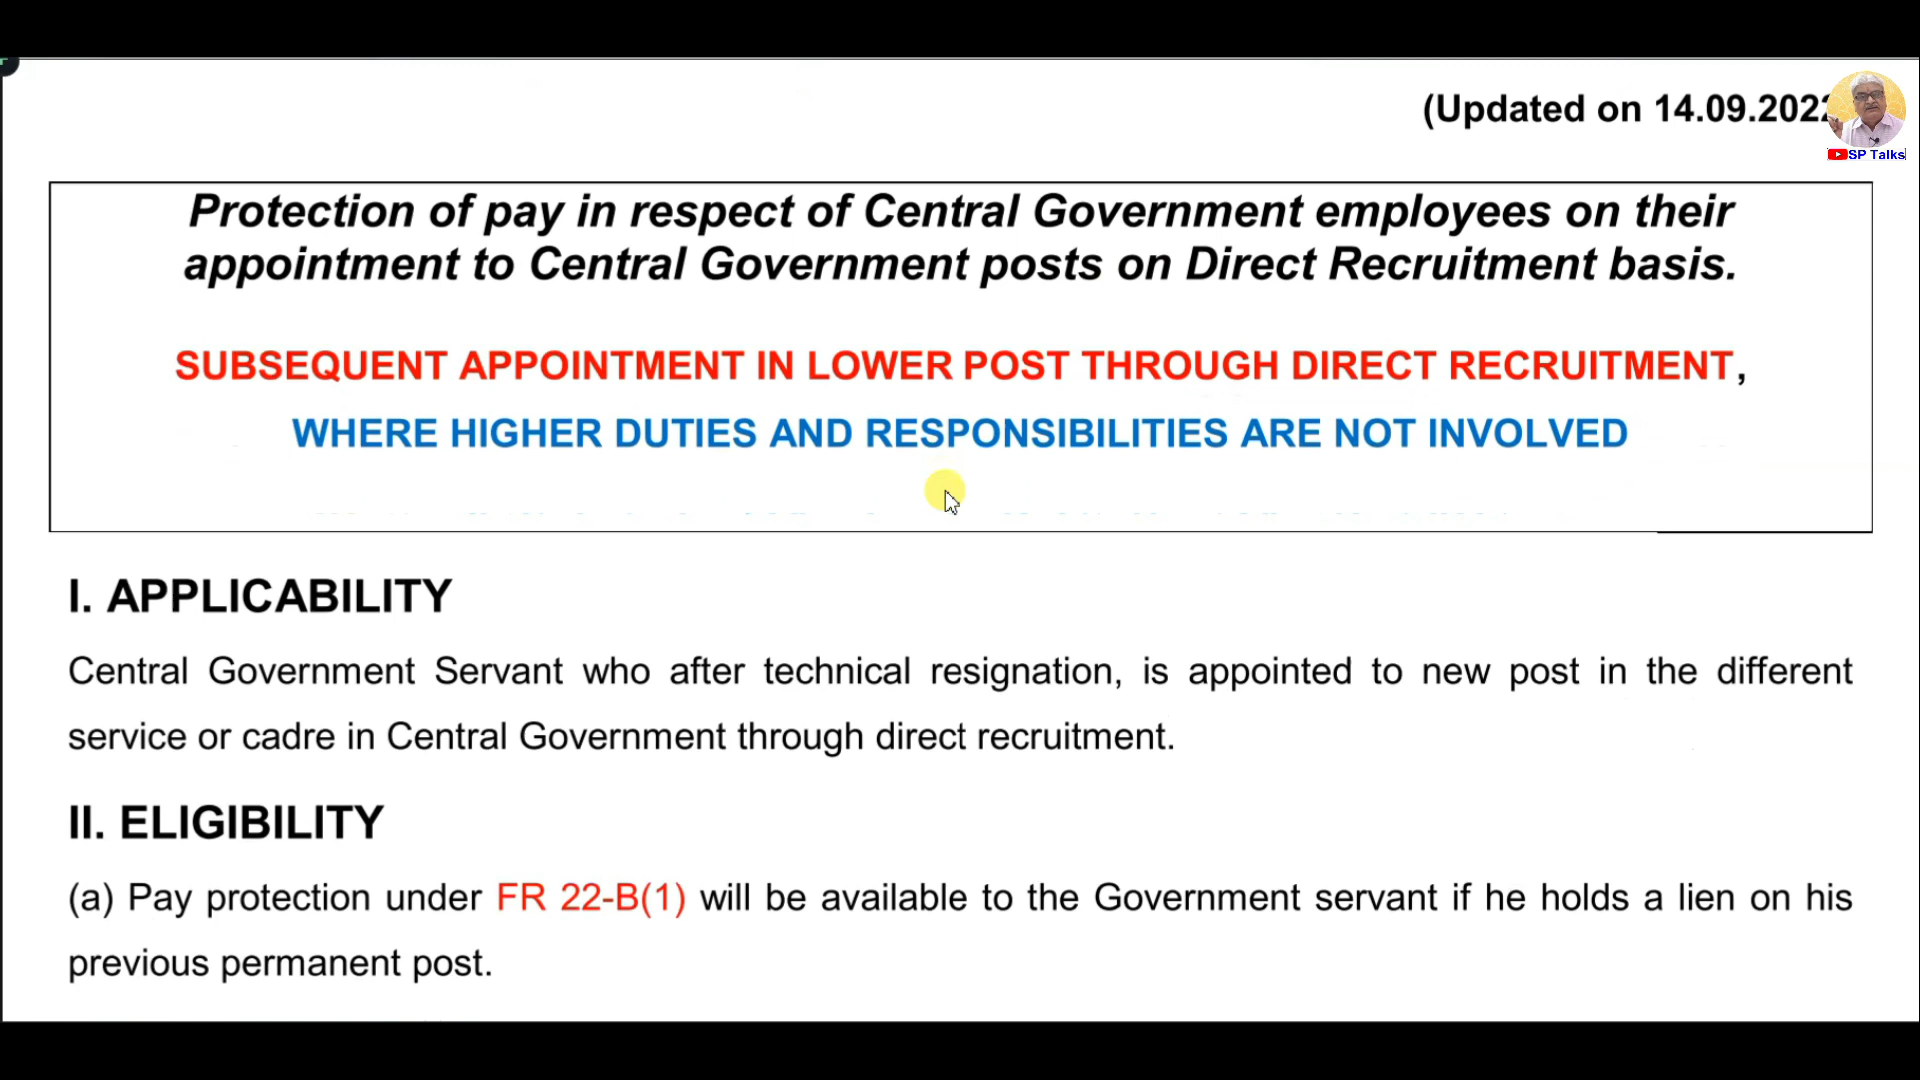 (Updated on 14.09.2022
SP Talks
Protection of pay in respect of Central Government employees on their
appointment to Central Government posts on Direct Recruitment basis.
SUBSEQUENT APPOINTMENT IN LOWER POST THROUGH DIRECT RECRUITMENT,
WHERE HIGHER DUTIES AND RESPONSIBILITIES ARE NOT INVOLVED
I. APPLICABILITY
Central Government Servant who after technical resignation, is appointed to new post in the different
service or cadre in Central Government through direct recruitment.
II. ELIGIBILITY
(a) Pay protection under FR 22-B(1) will be available to the Government servant if he holds a lien on his
previous permanent post.